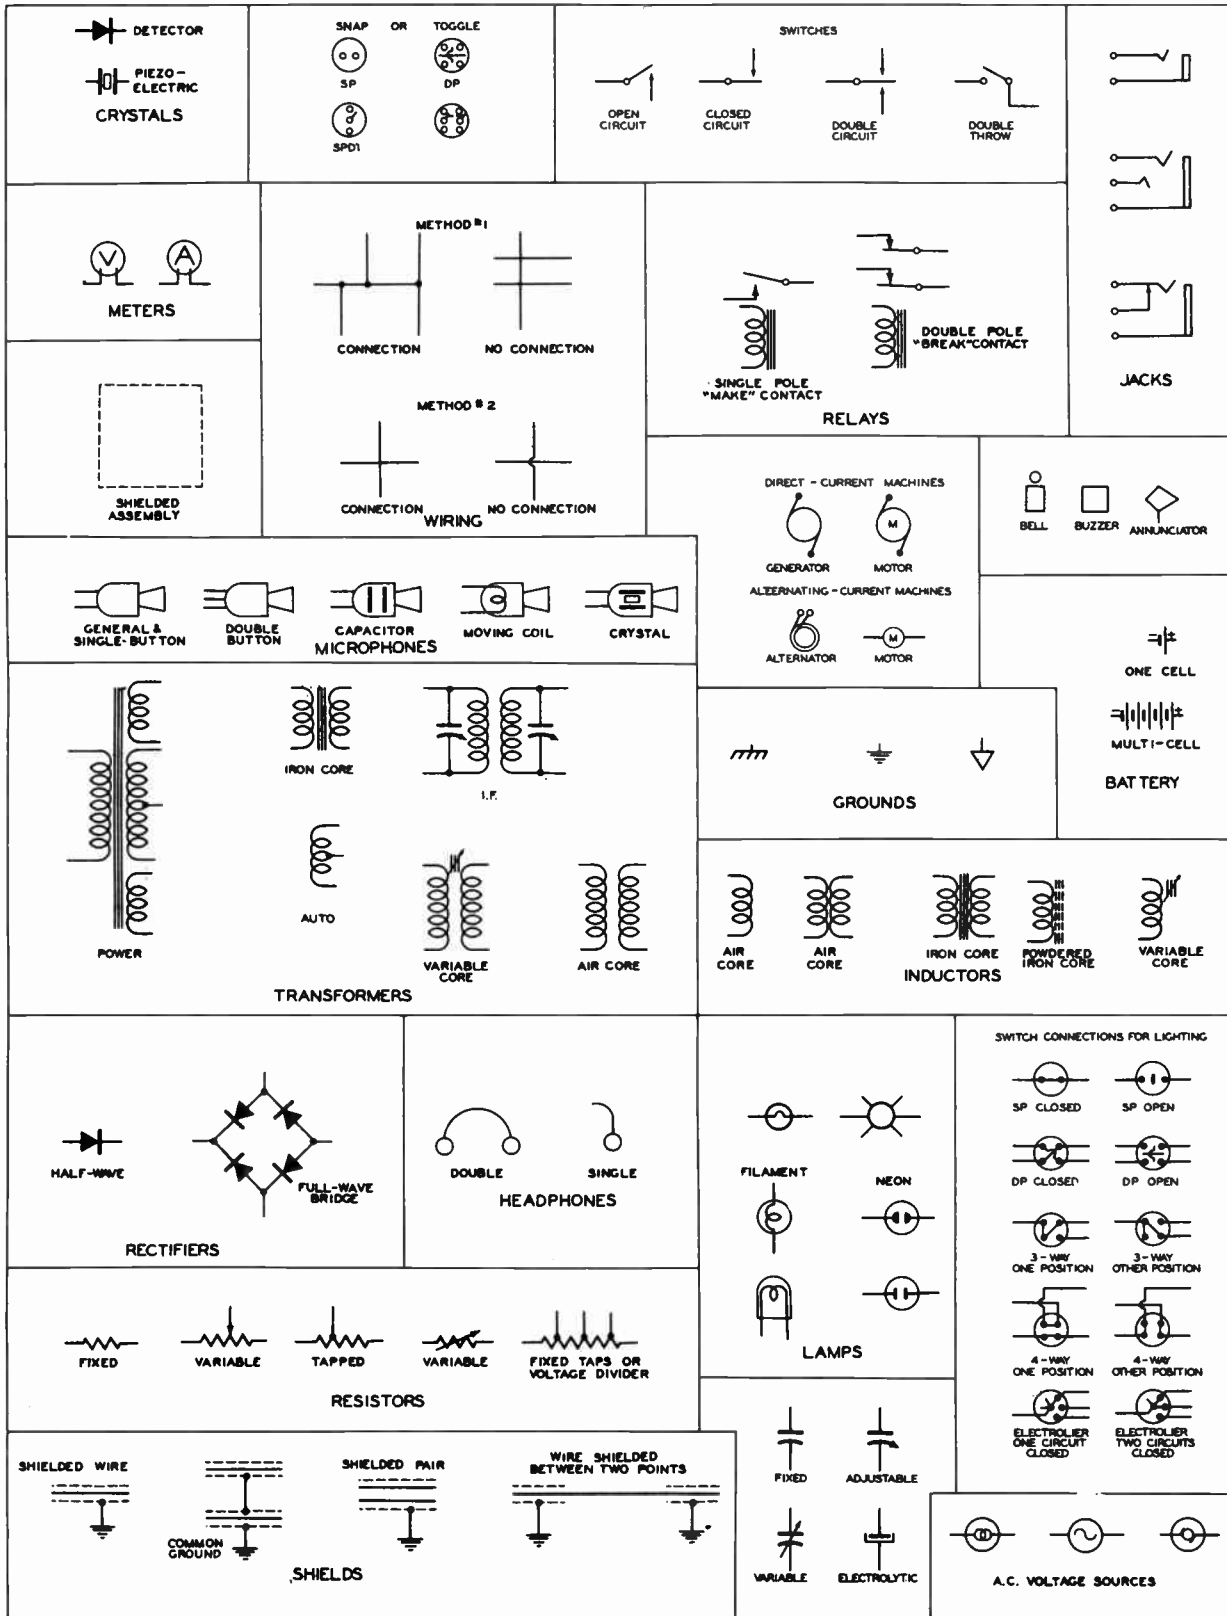 DETECTOR
PIEZO-
ELECTRIC
CRYSTALS
SNAP OR TOGGLE
SP
DP
SPDT
SWITCHES
OPEN
CIRCUIT
CLOSED
CIRCUIT
DOUBLE
CIRCUIT
DOUBLE
THROW
JACKS
V
A
METERS
SHIELDED
ASSEMBLY
METHOD #1
CONNECTION
NO CONNECTION
METHOD #2
CONNECTION
NO CONNECTION
WIRING
SINGLE POLE
"MAKE" CONTACT
DOUBLE POLE
"BREAK" CONTACT
RELAYS
DIRECT - CURRENT MACHINES
GENERATOR
M
MOTOR
ALTERNATING - CURRENT MACHINES
ALTERNATOR
M
MOTOR
BELL
BUZZER
ANNUNCIATOR
GENERAL &
SINGLE-BUTTON
DOUBLE
BUTTON
CAPACITOR
MOVING COIL
CRYSTAL
MICROPHONES
ONE CELL
MULTI-CELL
BATTERY
GROUNDS
POWER
IRON CORE
I.F.
AUTO
VARIABLE
CORE
AIR CORE
TRANSFORMERS
AIR
CORE
AIR
CORE
IRON CORE
POWDERED
IRON CORE
VARIABLE
CORE
INDUCTORS
HALF-WAVE
FULL-WAVE
BRIDGE
RECTIFIERS
DOUBLE
SINGLE
HEADPHONES
FILAMENT
NEON
LAMPS
SWITCH CONNECTIONS FOR LIGHTING
SP CLOSED
SP OPEN
DP CLOSED
DP OPEN
3-WAY
ONE POSITION
3-WAY
OTHER POSITION
4-WAY
ONE POSITION
4-WAY
OTHER POSITION
ELECTROLIER
ONE CIRCUIT
CLOSED
ELECTROLIER
TWO CIRCUITS
CLOSED
FIXED
VARIABLE
TAPPED
VARIABLE
FIXED TAPS OR
VOLTAGE DIVIDER
RESISTORS
SHIELDED WIRE
COMMON
GROUND
SHIELDED PAIR
WIRE SHIELDED
BETWEEN TWO POINTS
SHIELDS
FIXED
ADJUSTABLE
VARIABLE
ELECTROLYTIC
A.C. VOLTAGE SOURCES